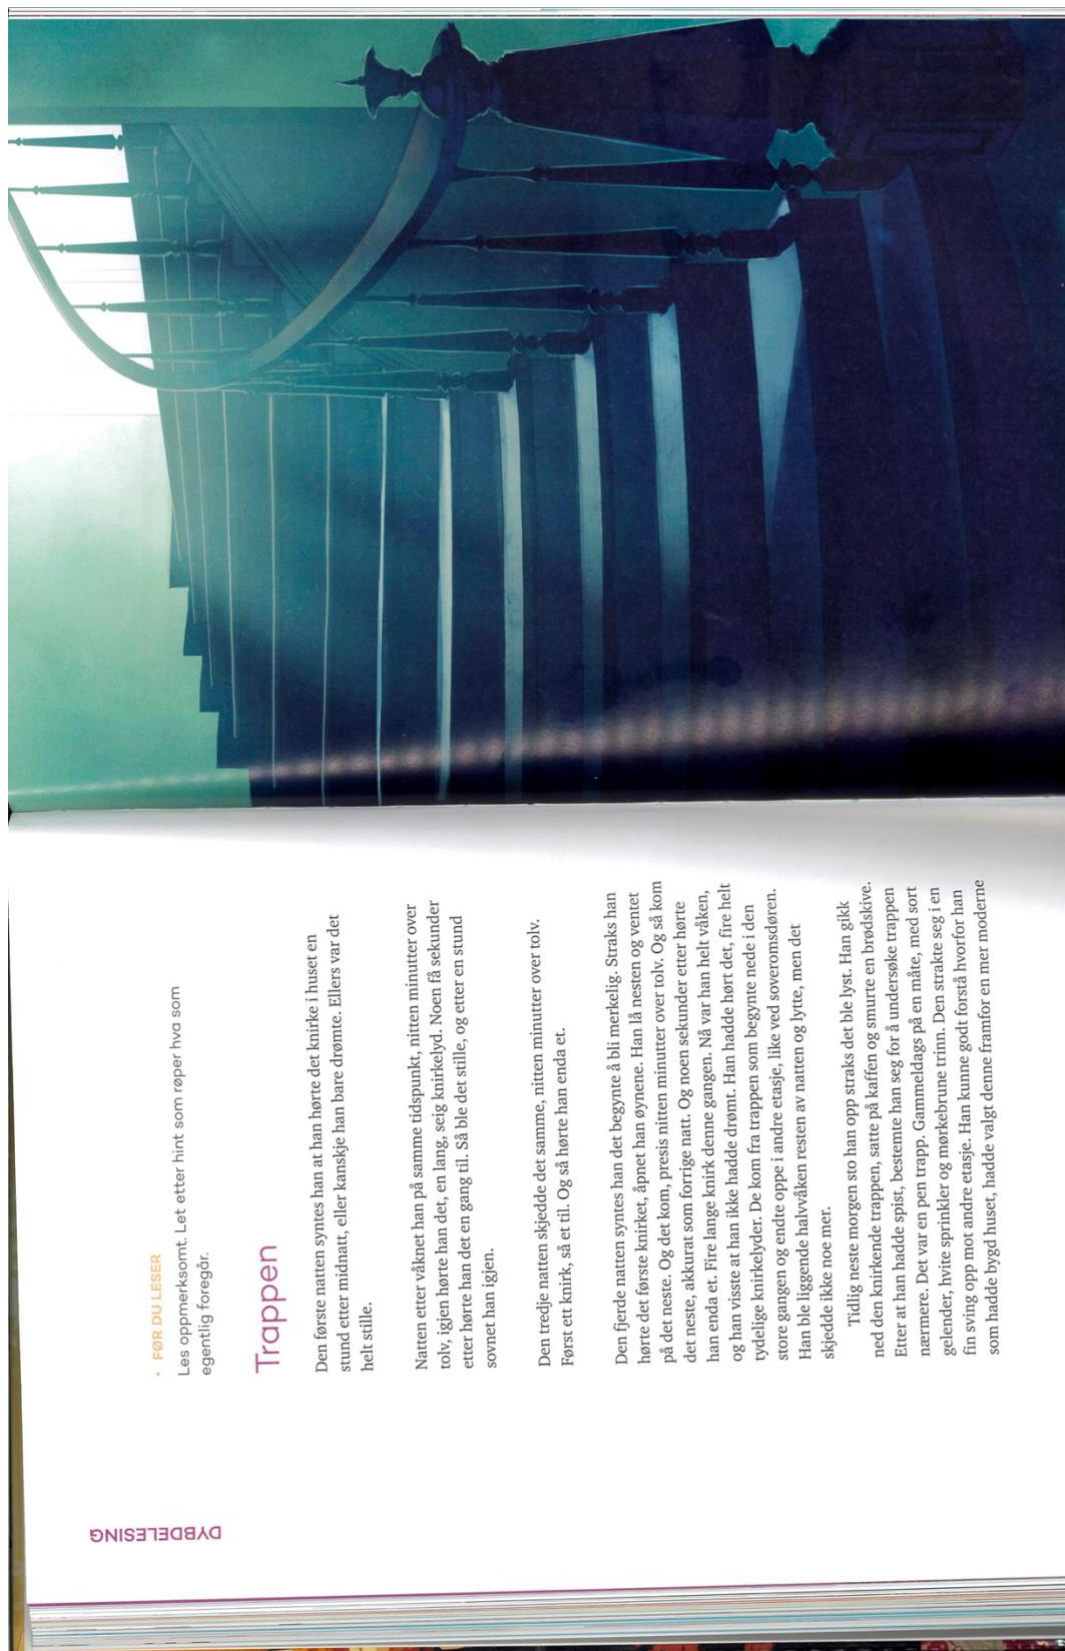 DYBDELESING
• FØR DU LESER
Les oppmerksomt. Let etter hint som røper hva som
egentlig foregår.
Trappen
Den første natten syntes han at han hørte det knirke i huset en
stund etter midnatt, eller kanskje han bare drømte. Ellers var det
helt stille.
Natten etter våknet han på samme tidspunkt, nitten minutter over
tolv, igjen hørte han det, en lang, seig knirkelyd. Noen få sekunder
etter hørte han det en gang til. Så ble det stille, og etter en stund
sovnet han igjen.
Den tredje natten skjedde det samme, nitten minutter over tolv.
Først ett knirk, så et til. Og så hørte han enda et.
Den fjerde natten syntes han det begynte å bli merkelig. Straks han
hørte det første knirket, åpnet han øynene. Han lå nesten og ventet
på det neste. Og det kom, presis nitten minutter over tolv. Og så kom
det neste, akkurat som forrige natt. Og noen sekunder etter hørte
han enda et. Fire lange knirk denne gangen. Nå var han helt våken,
og han visste at han ikke hadde drømt. Han hadde hørt det, fire helt
tydelige knirkelyder. De kom fra trappen som begynte nede i den
store gangen og endte oppe i andre etasje, like ved soveromsdøren.
Han ble liggende halvvåken resten av natten og lytte, men det
skjedde ikke noe mer.
Tidlig neste morgen sto han opp straks det ble lyst. Han gikk
ned den knirkende trappen, satte på kaffen og smurte en brødskive.
Etter at han hadde spist, bestemte han seg for å undersøke trappen
nærmere. Det var en pen trapp. Gammeldags på en måte, med sort
gelender, hvite sprinkler og mørkebrune trinn. Den strakte seg i en
fin sving opp mot andre etasje. Han kunne godt forstå hvorfor han
som hadde bygd huset, hadde valgt denne framfor en mer moderne